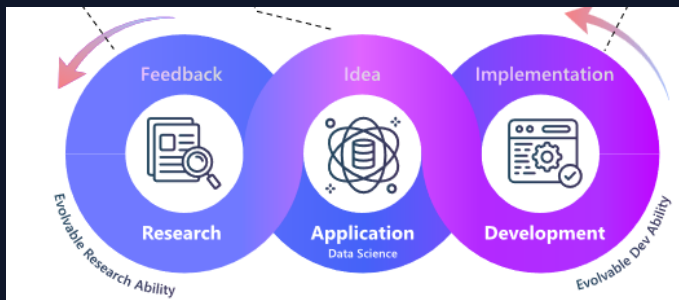 Feedback
Idea
Implementation
Research
Application
Data Science
Development
Evolvable Research Ability
Evolvable Dev Ability